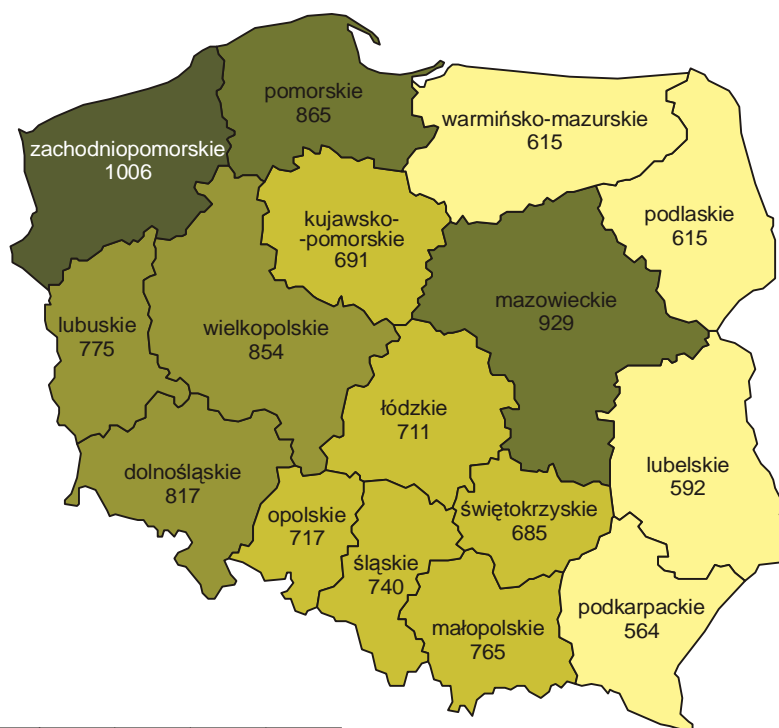 pomorskie
865
warmińsko-mazurskie
615
zachodniopomorskie
1006
kujawsko-
-pomorskie
691
podlaskie
615
mazowieckie
929
lubuskie
775
wielkopolskie
854
łódzkie
711
dolnośląskie
817
lubelskie
592
opolskie
717
świętokrzyskie
685
śląskie
740
podkarpackie
564
małopolskie
765